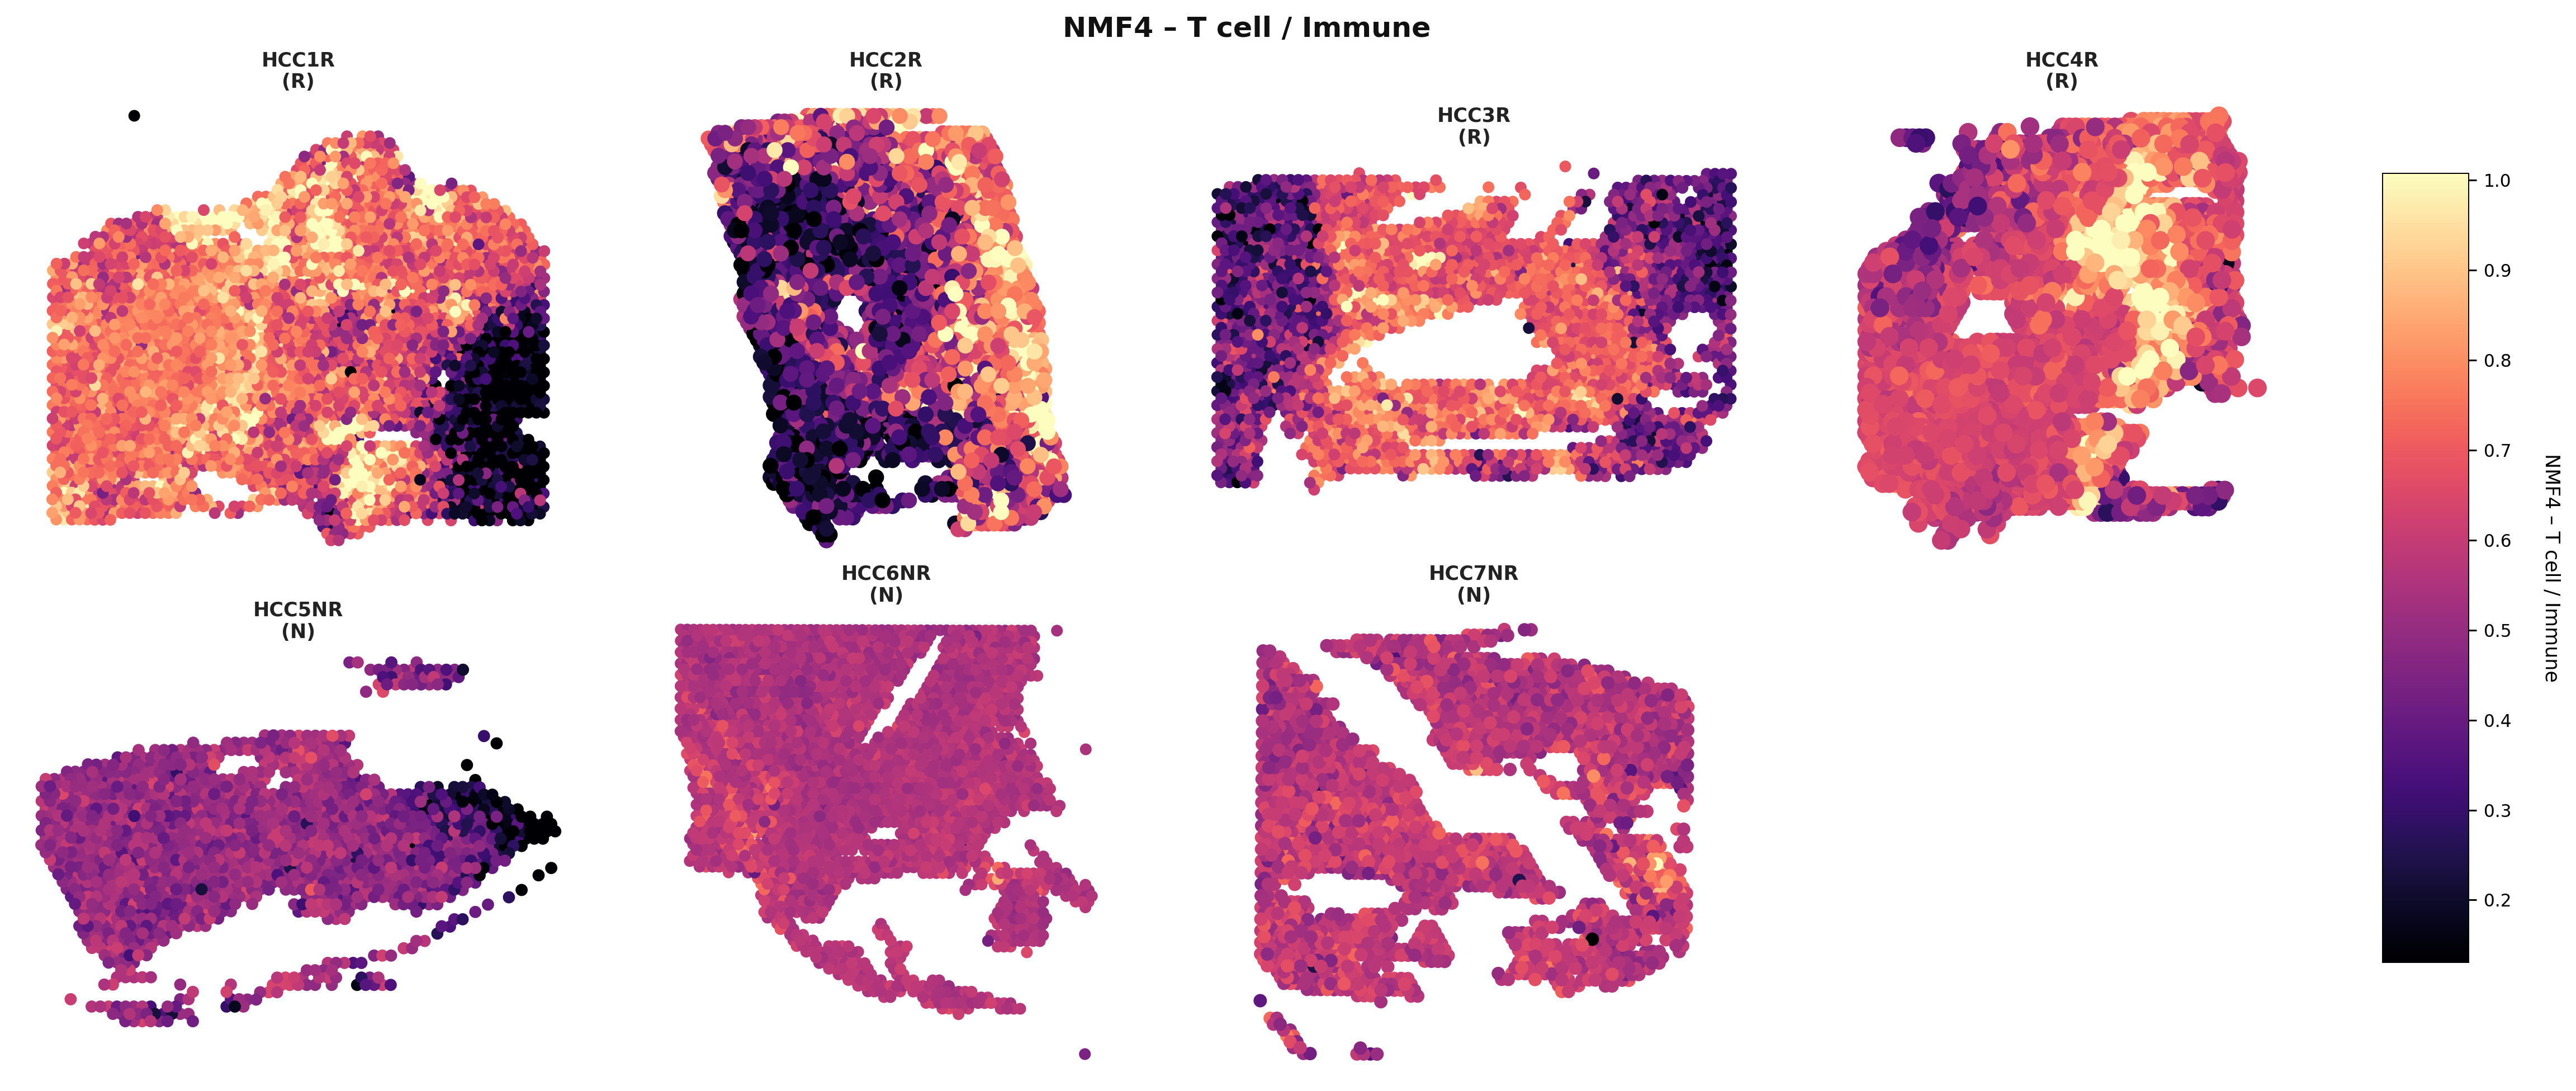 NMF4 – T cell / Immune
HCC1R
(R)
HCC2R
(R)
HCC3R
(R)
HCC4R
(R)
HCC5NR
(N)
HCC6NR
(N)
HCC7NR
(N)
1.0
0.9
0.8
0.7
0.6
0.5
0.4
0.3
0.2
NMF4 – T cell / Immune